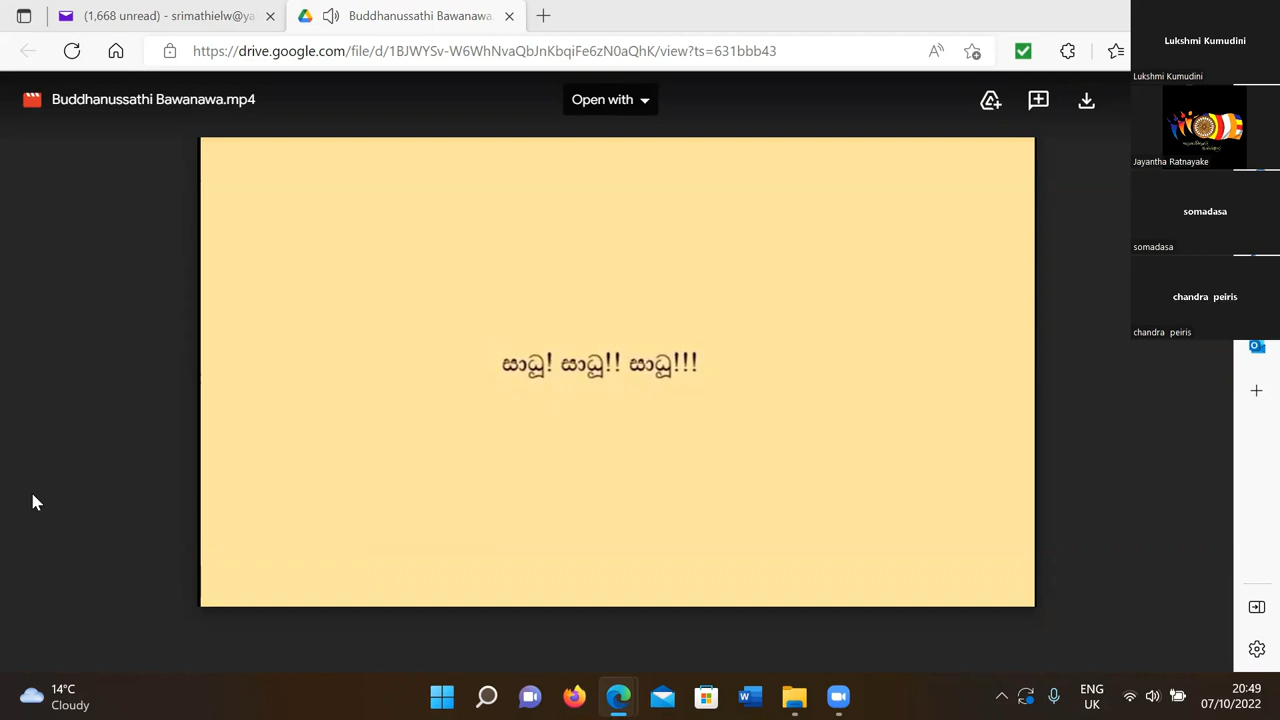 (1,668 unread) - srimathielw@ya
Buddhanussathi Bawanawa.
https://drive.google.com/file/d/1BJWYSv-W6WhNvaQbJnKbqiFe6zN0aQhK/view?ts=631bbb43
Buddhanussathi Bawanawa.mp4
Open with
සාධූ! සාධූ!! සාධූ!!!
Lukshmi Kumudini
Lukshmi Kumudini
Jayantha Ratnayake
somadasa
somadasa
chandra peiris
chandra peiris
14°C
Cloudy
ENG
UK
20:49
07/10/2022